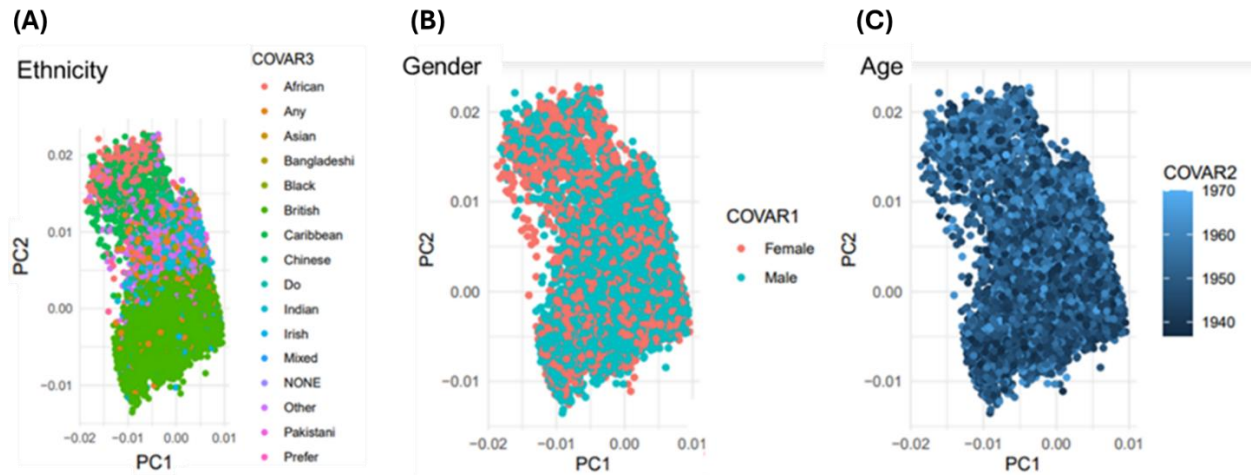 (A)
Ethnicity
COVAR3
African
Any
Asian
Bangladeshi
Black
British
Caribbean
Chinese
Do
Indian
Irish
Mixed
NONE
Other
Pakistani
Prefer
0.02
0.01
0.00
−0.01
PC2
−0.02
−0.01
0.00
0.01
PC1
(B)
Gender
0.02
0.01
0.00
−0.01
PC2
−0.02
−0.01
0.00
0.01
PC1
COVAR1
Female
Male
(C)
Age
0.02
0.01
0.00
−0.01
PC2
−0.02
−0.01
0.00
0.01
PC1
COVAR2
1970
1960
1950
1940